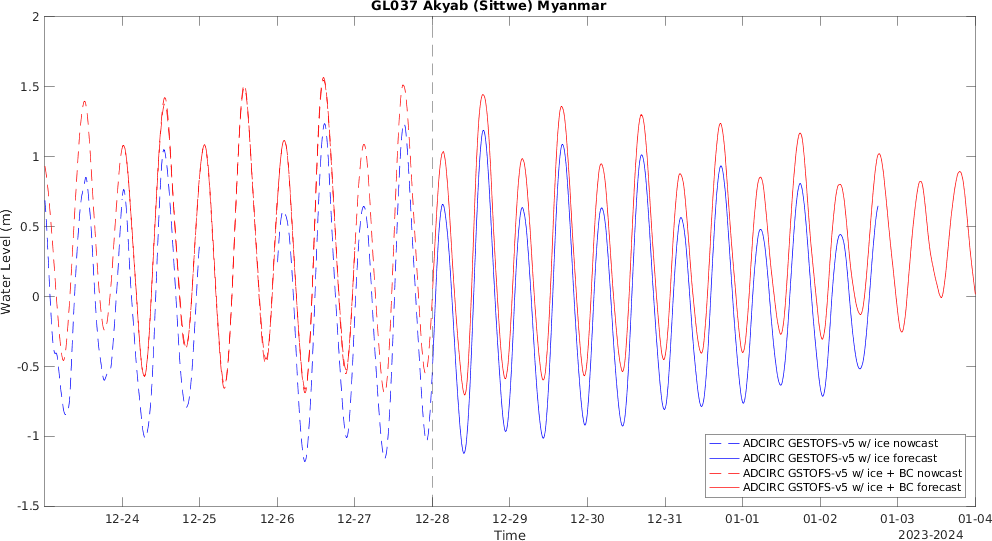 GL037 Akyab (Sittwe) Myanmar
2
1.5
1
0.5
0
-0.5
-1
-1.5
Water Level (m)
ADCIRC GESTOFS-v5 w/ ice nowcast
ADCIRC GESTOFS-v5 w/ ice forecast
ADCIRC GSTOFS-v5 w/ ice + BC nowcast
ADCIRC GSTOFS-v5 w/ ice + BC forecast
12-24 12-25 12-26 12-27 12-28 12-29 12-30 12-31 01-01 01-02 01-03 01-04
Time
2023-2024